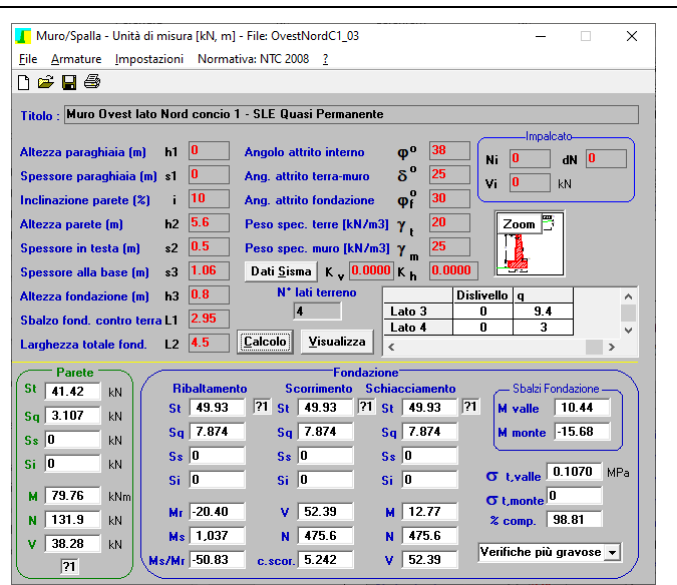 Muro/Spalla - Unità di misura [kN, m] - File: OvestNordC1_03
File Armature Impostazioni Normativa: NTC 2008 ?
Titolo : Muro Ovest lato Nord concio 1 - SLE Quasi Permanente
Altezza paraghiaia (m) h1 0 Angolo attrito interno φº 38
Impalcato
Ni 0 dN 0
Spessore paraghiaia (m) s1 0 Ang. attrito terra-muro δº 25
Vi 0 kN
Inclinazione parete (%) i 10 Ang. attrito fondazione φfº 30
Altezza parete (m) h2 5.6 Peso spec. terre [kN/m3] γt 20
Zoom
Spessore in testa (m) s2 0.5 Peso spec. muro [kN/m3] γm 25
Spessore alla base (m) s3 1.06 Dati Sisma Kv 0.0000 Kh 0.0000
Altezza fondazione (m) h3 0.8 N° lati terreno
4
Dislivello q
Lato 3 0 9.4
Lato 4 0 3
Sbalzo fond. contro terra L1 2.95
Larghezza totale fond. L2 4.5 Calcolo Visualizza
Parete
St 41.42 kN
Sq 3.107 kN
Ss 0 kN
Si 0 kN
M 79.76 kNm
N 131.9 kN
V 38.28 kN
?1
Fondazione
Ribaltamento Scorrimento Schiacciamento
St 49.93 ?1 St 49.93 ?1 St 49.93 ?1
Sq 7.874 Sq 7.874 Sq 7.874
Ss 0 Ss 0 Ss 0
Si 0 Si 0 Si 0
Mr -20.40 V 52.39 M 12.77
Ms 1,037 N 475.6 N 475.6
Ms/Mr -50.83 c.scor. 5.242 V 52.39
Sbalzi Fondazione
M valle 10.44
M monte -15.68
σ t,valle 0.1070 MPa
σ t,monte 0
% comp. 98.81
Verifiche più gravose